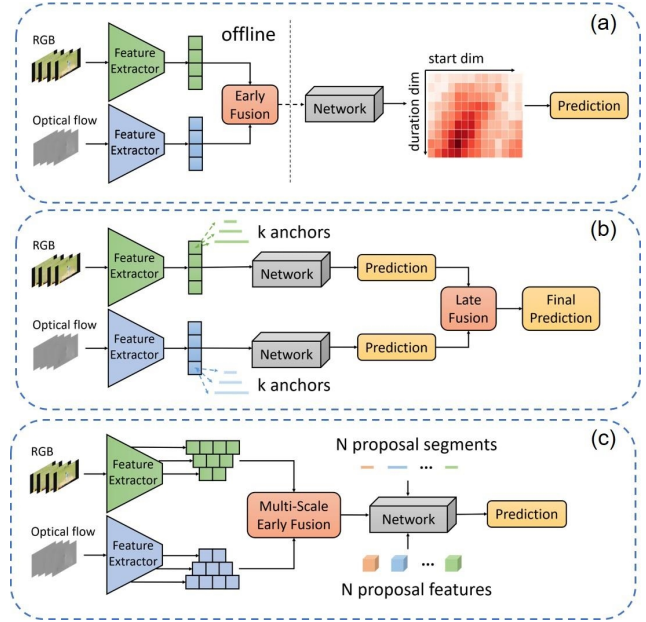 (a)
RGB
Feature
Extractor
offline
Early
Fusion
Network
start dim
duration dim
Prediction
Optical flow
Feature
Extractor
(b)
RGB
Feature
Extractor
k anchors
Network
Prediction
Late
Fusion
Final
Prediction
Optical flow
Feature
Extractor
Network
Prediction
k anchors
(c)
RGB
Feature
Extractor
N proposal segments
Multi-Scale
Early Fusion
Network
Prediction
Optical flow
Feature
Extractor
N proposal features